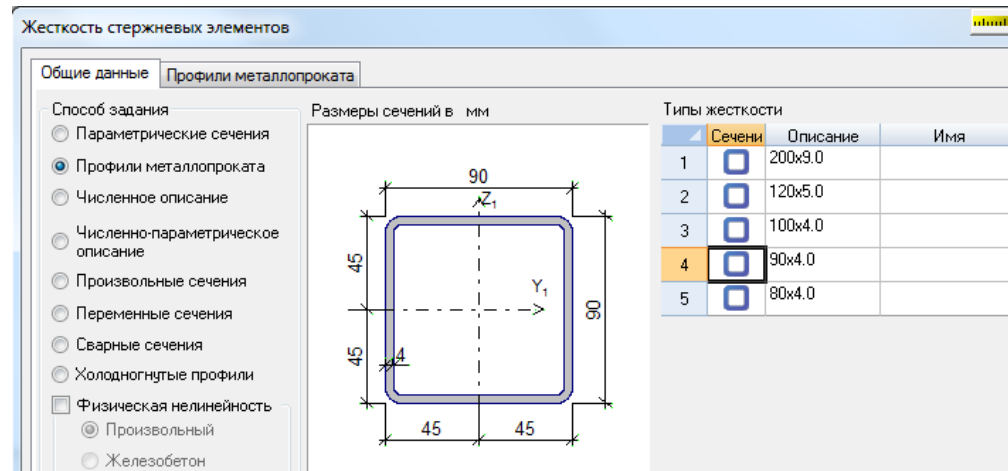 Жесткость стержневых элементов
Общие данные
Профили металлопроката
Способ задания
Параметрические сечения
Профили металлопроката
Численное описание
Численно-параметрическое
описание
Произвольные сечения
Переменные сечения
Сварные сечения
Холодногнутые профили
Физическая нелинейность
Произвольный
Железобетон
Размеры сечений в мм
90
Z1
45
Y1
90
45
4
45
45
Типы жесткости
Сечени Описание Имя
1 200x9.0
2 120x5.0
3 100x4.0
4 90x4.0
5 80x4.0